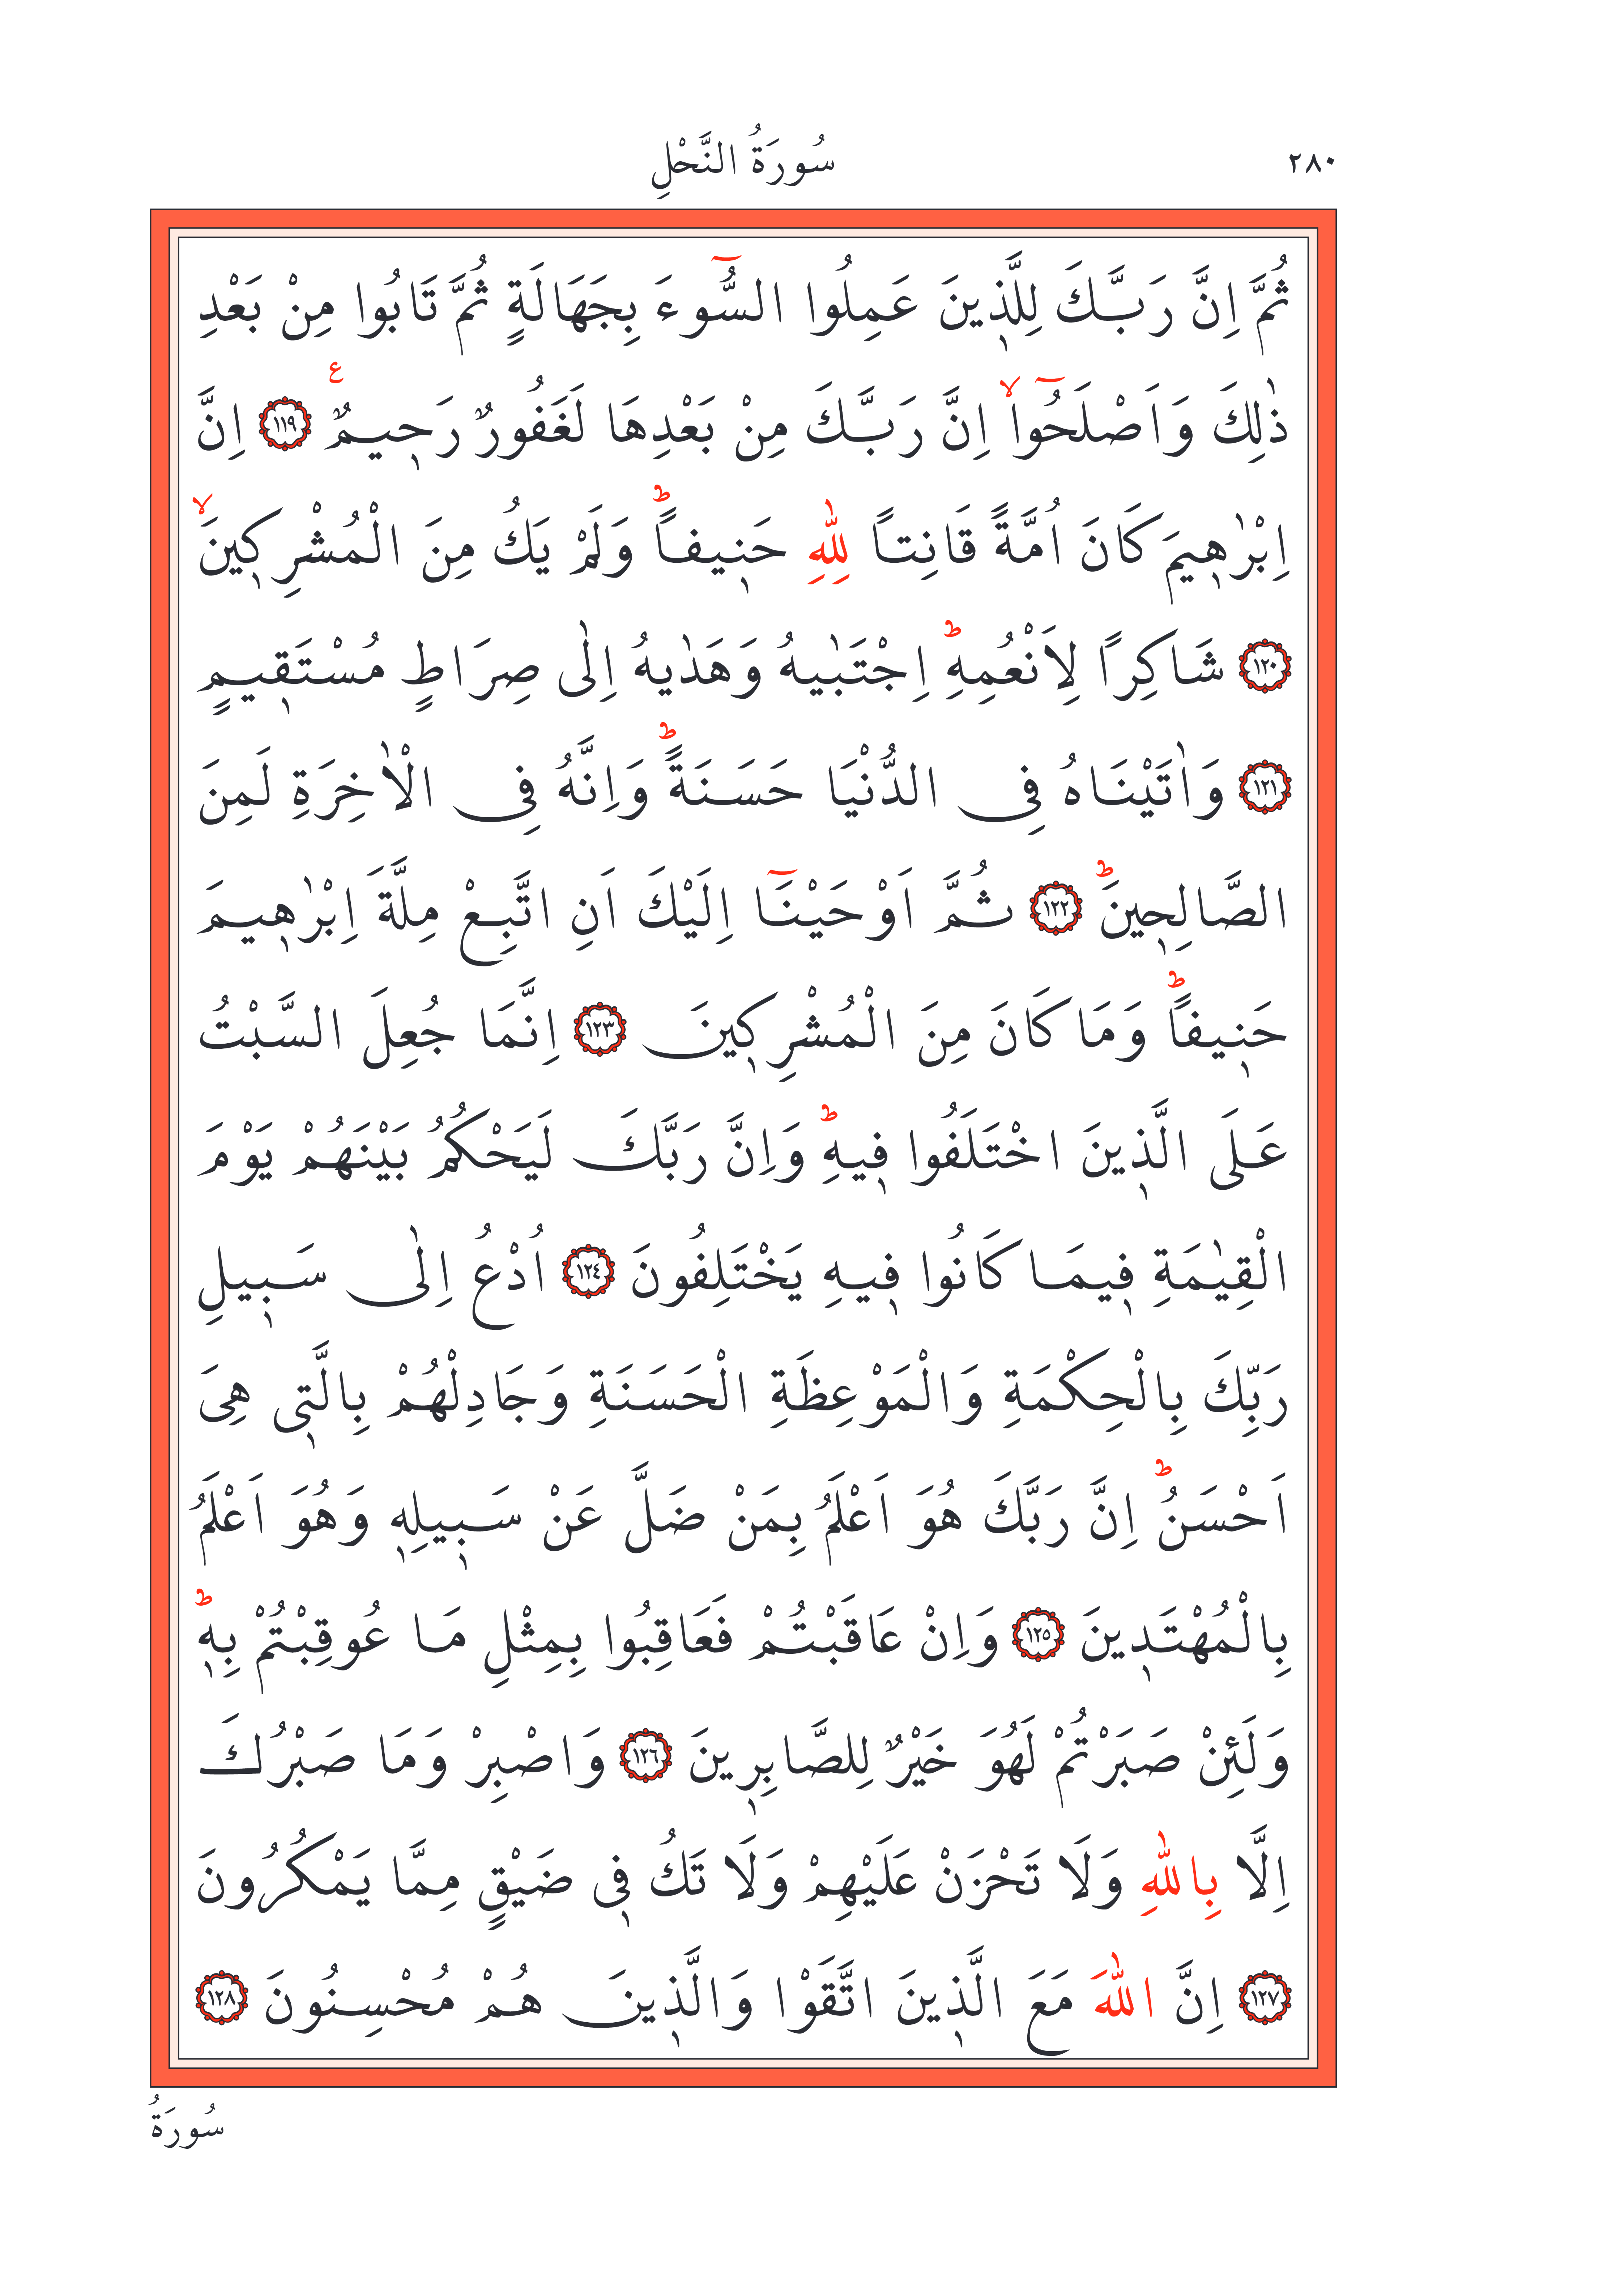 ٢٨٠ سُورَةُ النَّحْلِ
ثُمَّ اِنَّ رَبَّكَ لِلَّذ۪ينَ عَمِلُوا السُّٓوءَ بِجَهَالَةٍ ثُمَّ تَابُوا مِنْ بَعْدِ
ذٰلِكَ وَاَصْلَحُٓواۙ اِنَّ رَبَّكَ مِنْ بَعْدِهَا لَغَفُورٌ رَح۪يمٌ ع ﴿١١٩﴾ اِنَّ
اِبْرٰه۪يمَ كَانَ اُمَّةً قَانِتاً لِلّٰهِ حَن۪يفاًۜ وَلَمْ يَكُ مِنَ الْمُشْرِك۪ينَۙ
﴿١٢٠﴾ شَاكِراً لِاَنْعُمِهِۜ اِجْتَبٰيهُ وَهَدٰيهُ اِلٰى صِرَاطٍ مُسْتَق۪يمٍ
﴿١٢١﴾ وَاٰتَيْنَاهُ فِي الدُّنْيَا حَسَنَةًۜ وَاِنَّهُ فِي الْاٰخِرَةِ لَمِنَ
الصَّالِح۪ينَۜ ﴿١٢٢﴾ ثُمَّ اَوْحَيْنَٓا اِلَيْكَ اَنِ اتَّبِعْ مِلَّةَ اِبْرٰه۪يمَ
حَن۪يفاًۜ وَمَا كَانَ مِنَ الْمُشْرِك۪ينَ ﴿١٢٣﴾ اِنَّمَا جُعِلَ السَّبْتُ
عَلَى الَّذ۪ينَ اخْتَلَفُوا ف۪يهِۜ وَاِنَّ رَبَّكَ لَيَحْكُمُ بَيْنَهُمْ يَوْمَ
الْقِيٰمَةِ ف۪يمَا كَانُوا ف۪يهِ يَخْتَلِفُونَ ﴿١٢٤﴾ اُدْعُ اِلٰى سَب۪يلِ
رَبِّكَ بِالْحِكْمَةِ وَالْمَوْعِظَةِ الْحَسَنَةِ وَجَادِلْهُمْ بِالَّت۪ي هِيَ
اَحْسَنُۜ اِنَّ رَبَّكَ هُوَ اَعْلَمُ بِمَنْ ضَلَّ عَنْ سَب۪يلِه۪ وَهُوَ اَعْلَمُ
بِالْمُهْتَد۪ينَ ﴿١٢٥﴾ وَاِنْ عَاقَبْتُمْ فَعَاقِبُوا بِمِثْلِ مَا عُوقِبْتُمْ بِه۪ۜ
وَلَئِنْ صَبَرْتُمْ لَهُوَ خَيْرٌ لِلصَّابِر۪ينَ ﴿١٢٦﴾ وَاصْبِرْ وَمَا صَبْرُكَ
اِلَّا بِاللّٰهِ وَلَا تَحْزَنْ عَلَيْهِمْ وَلَا تَكُ ف۪ي ضَيْقٍ مِمَّا يَمْكُرُونَ
﴿١٢٧﴾ اِنَّ اللّٰهَ مَعَ الَّذ۪ينَ اتَّقَوْا وَالَّذ۪ينَ هُمْ مُحْسِنُونَ ﴿١٢٨﴾
سُورَةُ